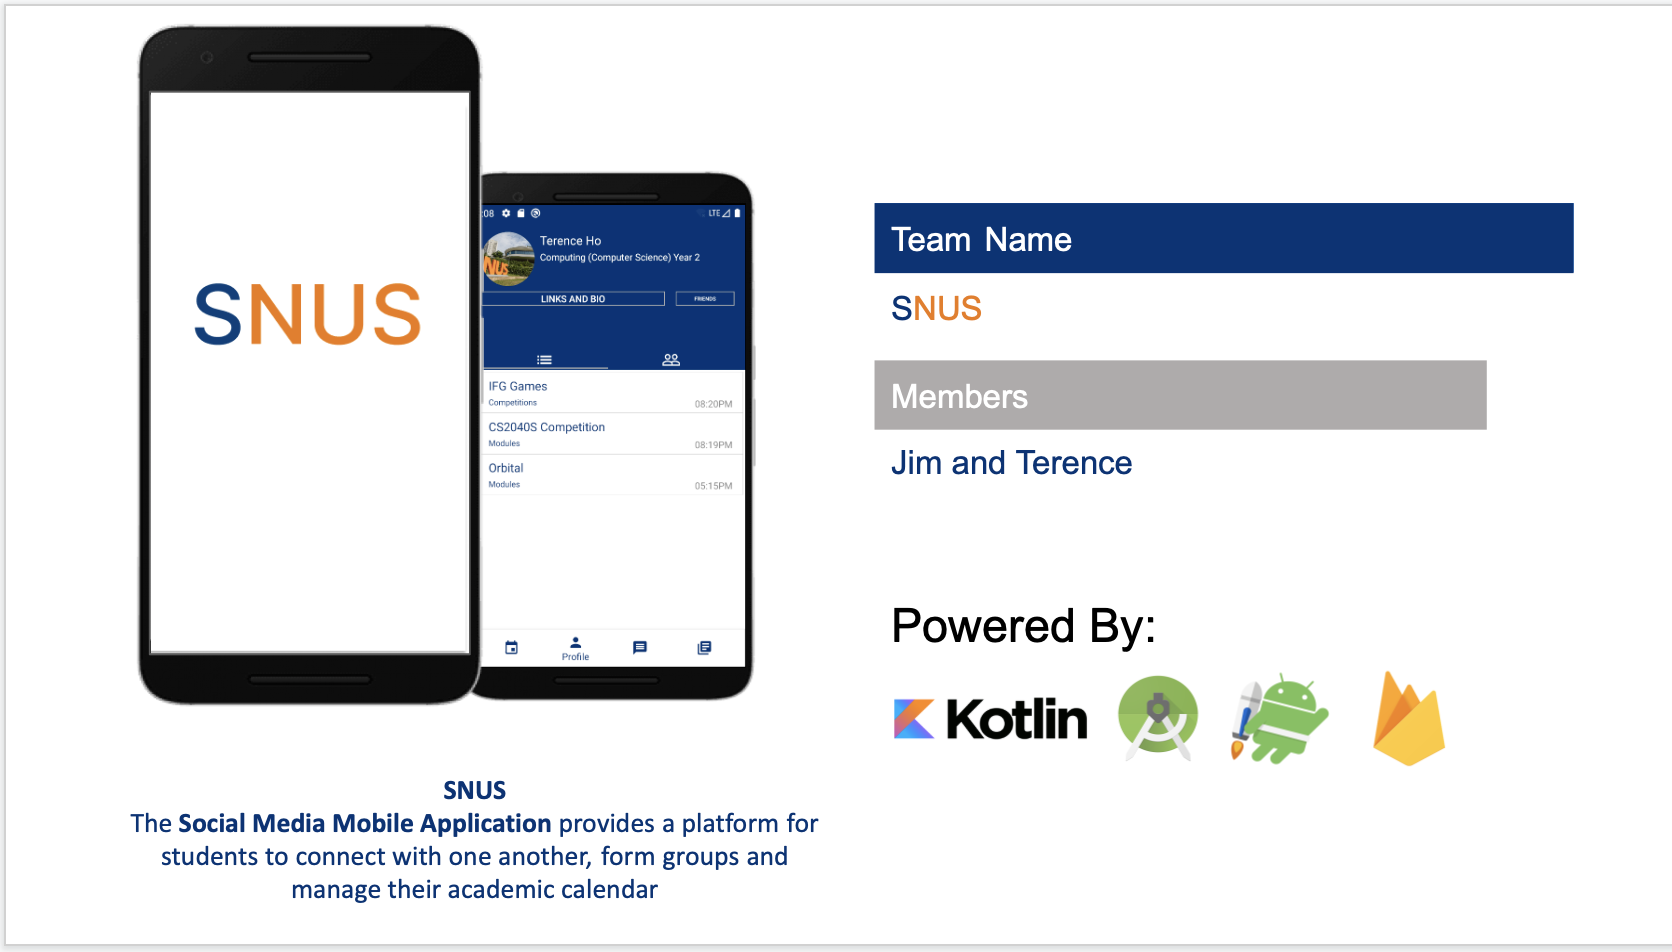 SNUS
:08
LTE
Terence Ho
Computing (Computer Science) Year 2
NUS
LINKS AND BIO
FRIENDS
IFG Games
Competitions
08:20PM
CS2040S Competition
Modules
08:19PM
Orbital
Modules
05:15PM
Profile
SNUS
The Social Media Mobile Application provides a platform for
students to connect with one another, form groups and
manage their academic calendar
Team Name
SNUS
Members
Jim and Terence
Powered By:
Kotlin